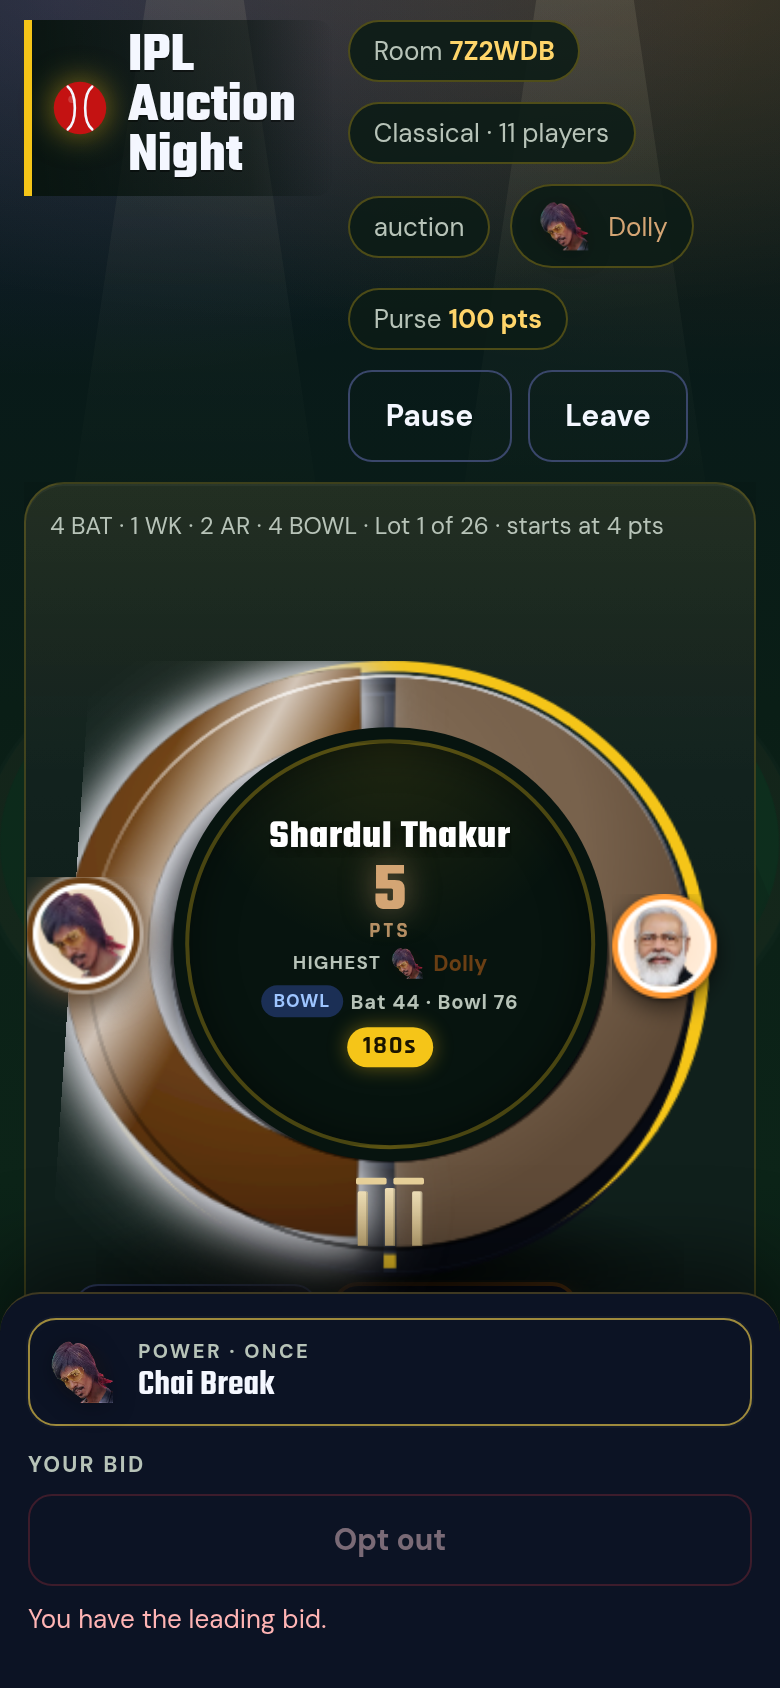 IPL
Auction
Night
Room 7Z2WDB
Classical · 11 players
auction
Dolly
Purse 100 pts
Pause
Leave
4 BAT · 1 WK · 2 AR · 4 BOWL · Lot 1 of 26 · starts at 4 pts
Shardul Thakur
5
PTS
HIGHEST Dolly
BOWL Bat 44 · Bowl 76
180s
POWER · ONCE
Chai Break
YOUR BID
Opt out
You have the leading bid.